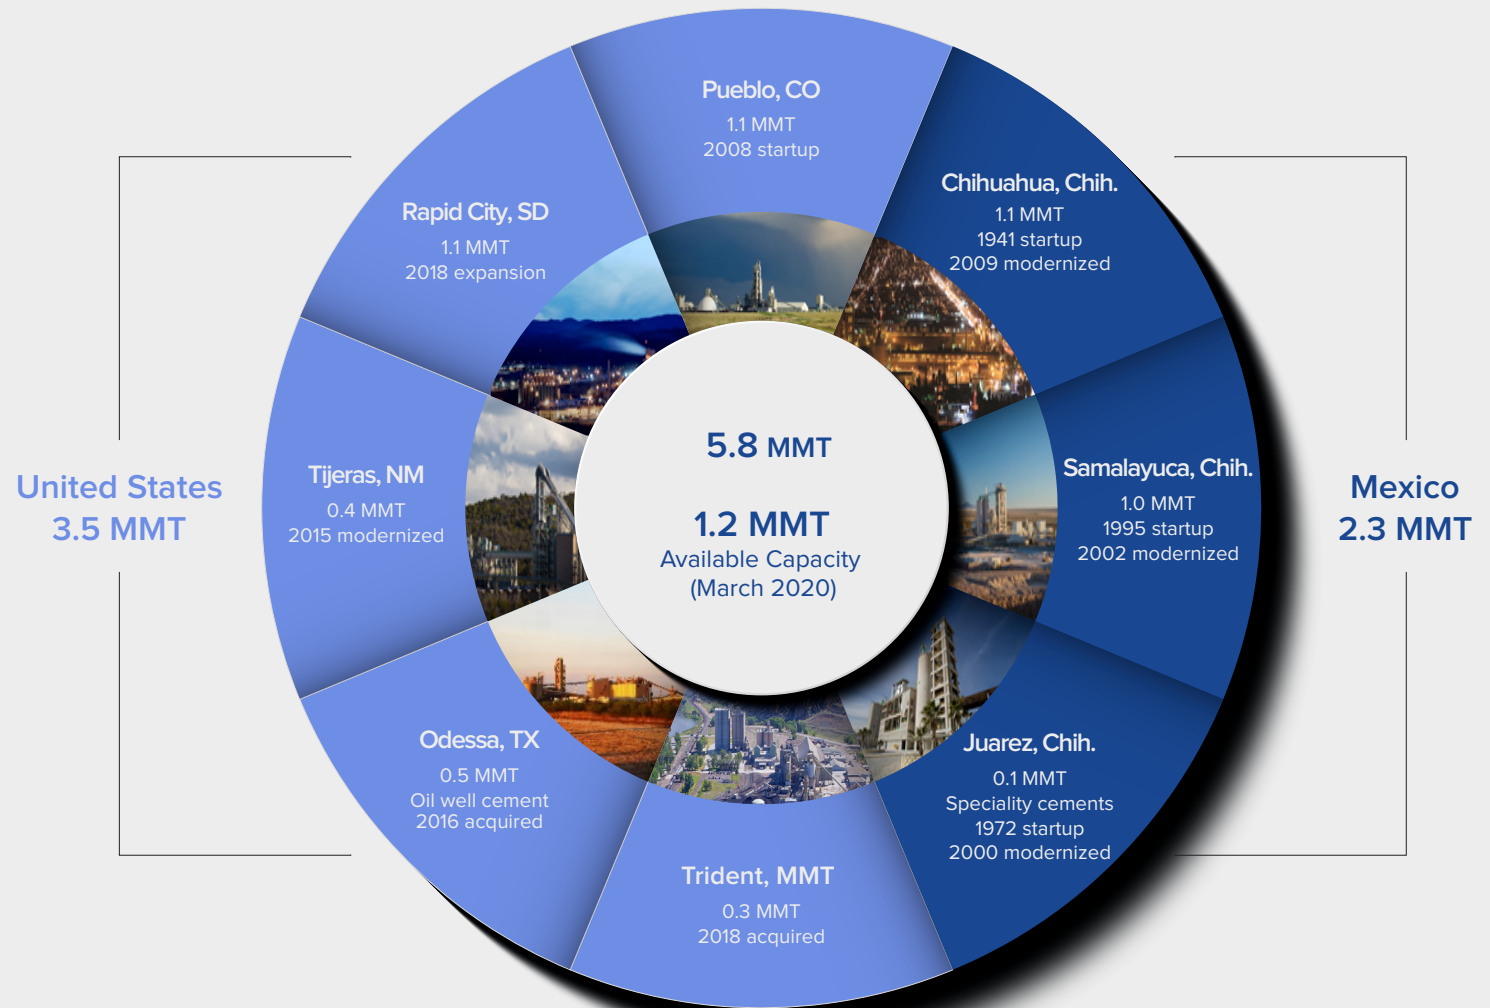 Pueblo, CO
1.1 MMT
2008 startup
Chihuahua, Chih.
1.1 MMT
1941 startup
2009 modernized
Rapid City, SD
1.1 MMT
2018 expansion
Samalayuca, Chih.
1.0 MMT
1995 startup
2002 modernized
Tijeras, NM
0.4 MMT
2015 modernized
5.8 MMT
1.2 MMT
Available Capacity
(March 2020)
United States
3.5 MMT
Mexico
2.3 MMT
Odessa, TX
0.5 MMT
Oil well cement
2016 acquired
Juarez, Chih.
0.1 MMT
Speciality cements
1972 startup
2000 modernized
Trident, MMT
0.3 MMT
2018 acquired